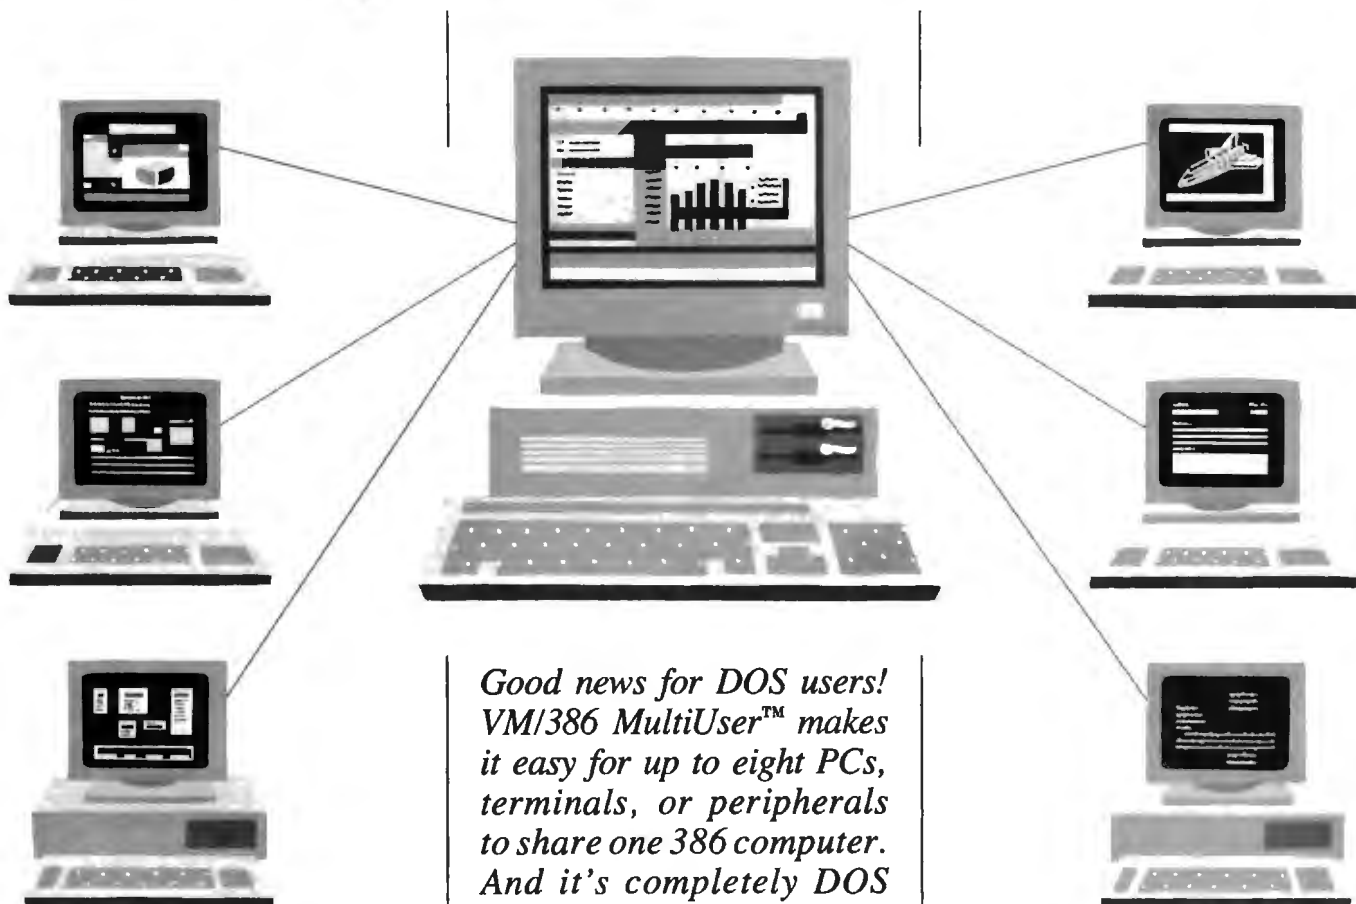 Good news for DOS users!
VM/386 MultiUser™ makes
it easy for up to eight PCs,
terminals, or peripherals
to share one 386 computer.
And it's completely DOS